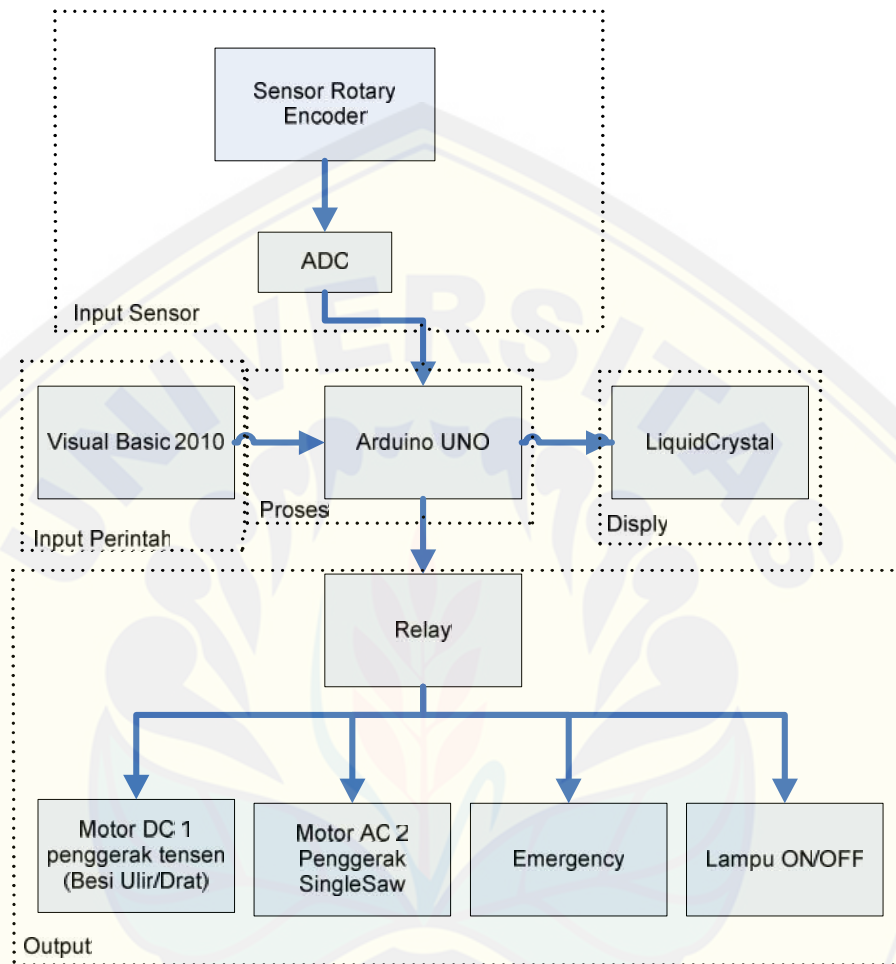 Sensor Rotary
Encoder
ADC
Input Sensor
Visual Basic 2010
Input Perintah
Arduino UNO
Proses
LiquidCrystal
Disply
UNIVERSITAS
Relay
Motor DC 1
penggerak tensen
(Besi Ulir/Drat)
Motor AC 2
Penggerak
SingleSaw
Emergency
Lampu ON/OFF
Output